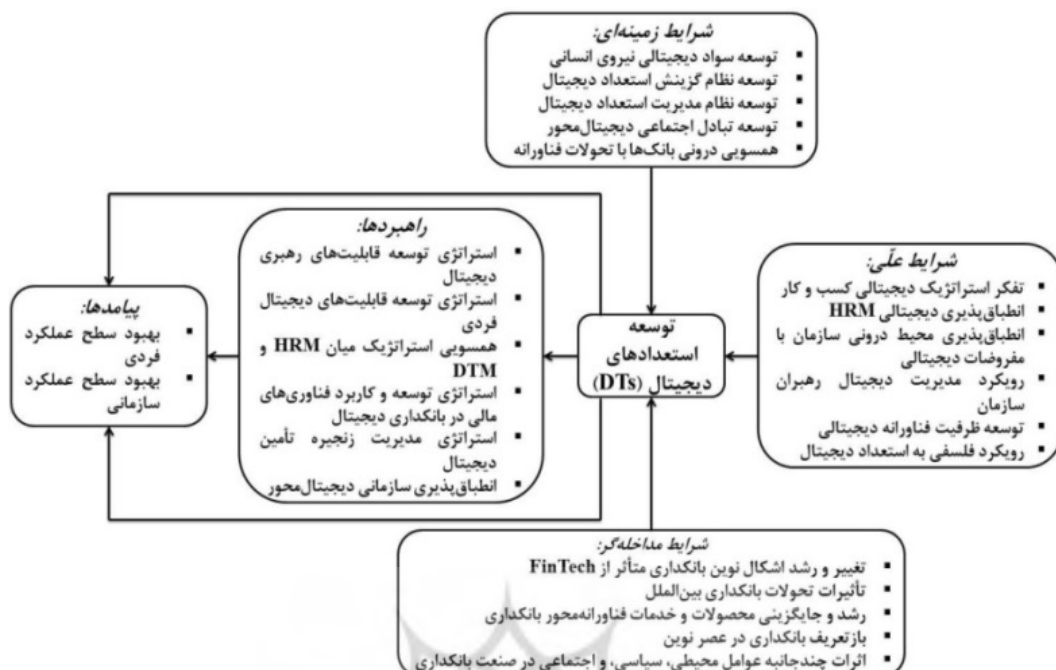 شرایط زمینه‌ای:
▪ توسعه سواد دیجیتالی نیروی انسانی
▪ توسعه نظام گزینش استعداد دیجیتال
▪ توسعه نظام مدیریت استعداد دیجیتال
▪ توسعه تبادل اجتماعی دیجیتال‌محور
▪ همسویی درونی بانک‌ها با تحولات فناورانه
شرایط علّی:
▪ تفکر استراتژیک دیجیتالی کسب و کار
▪ انطباق‌پذیری دیجیتالی HRM
▪ انطباق‌پذیری محیط درونی سازمان با
مفروضات دیجیتالی
▪ رویکرد مدیریت دیجیتال رهبران
سازمان
▪ توسعه ظرفیت فناورانه دیجیتالی
▪ رویکرد فلسفی به استعداد دیجیتال
توسعه
استعدادهای
دیجیتال (DTs)
راهبردها:
▪ استراتژی توسعه قابلیت‌های رهبری
دیجیتال
▪ استراتژی توسعه قابلیت‌های دیجیتال
فردی
▪ همسویی استراتژیک میان HRM و
DTM
▪ استراتژی توسعه و کاربرد فناوری‌های
مالی در بانکداری دیجیتال
▪ استراتژی مدیریت زنجیره تأمین
دیجیتال
▪ انطباق‌پذیری سازمانی دیجیتال‌محور
پیامدها:
▪ بهبود سطح عملکرد
فردی
▪ بهبود سطح عملکرد
سازمانی
شرایط مداخله‌گر:
▪ تغییر و رشد اشکال نوین بانکداری متأثر از FinTech
▪ تأثیرات تحولات بانکداری بین‌الملل
▪ رشد و جایگزینی محصولات و خدمات فناورانه‌محور بانکداری
▪ بازتعریف بانکداری در عصر نوین
▪ اثرات چندجانبه عوامل محیطی، سیاسی، و اجتماعی در صنعت بانکداری